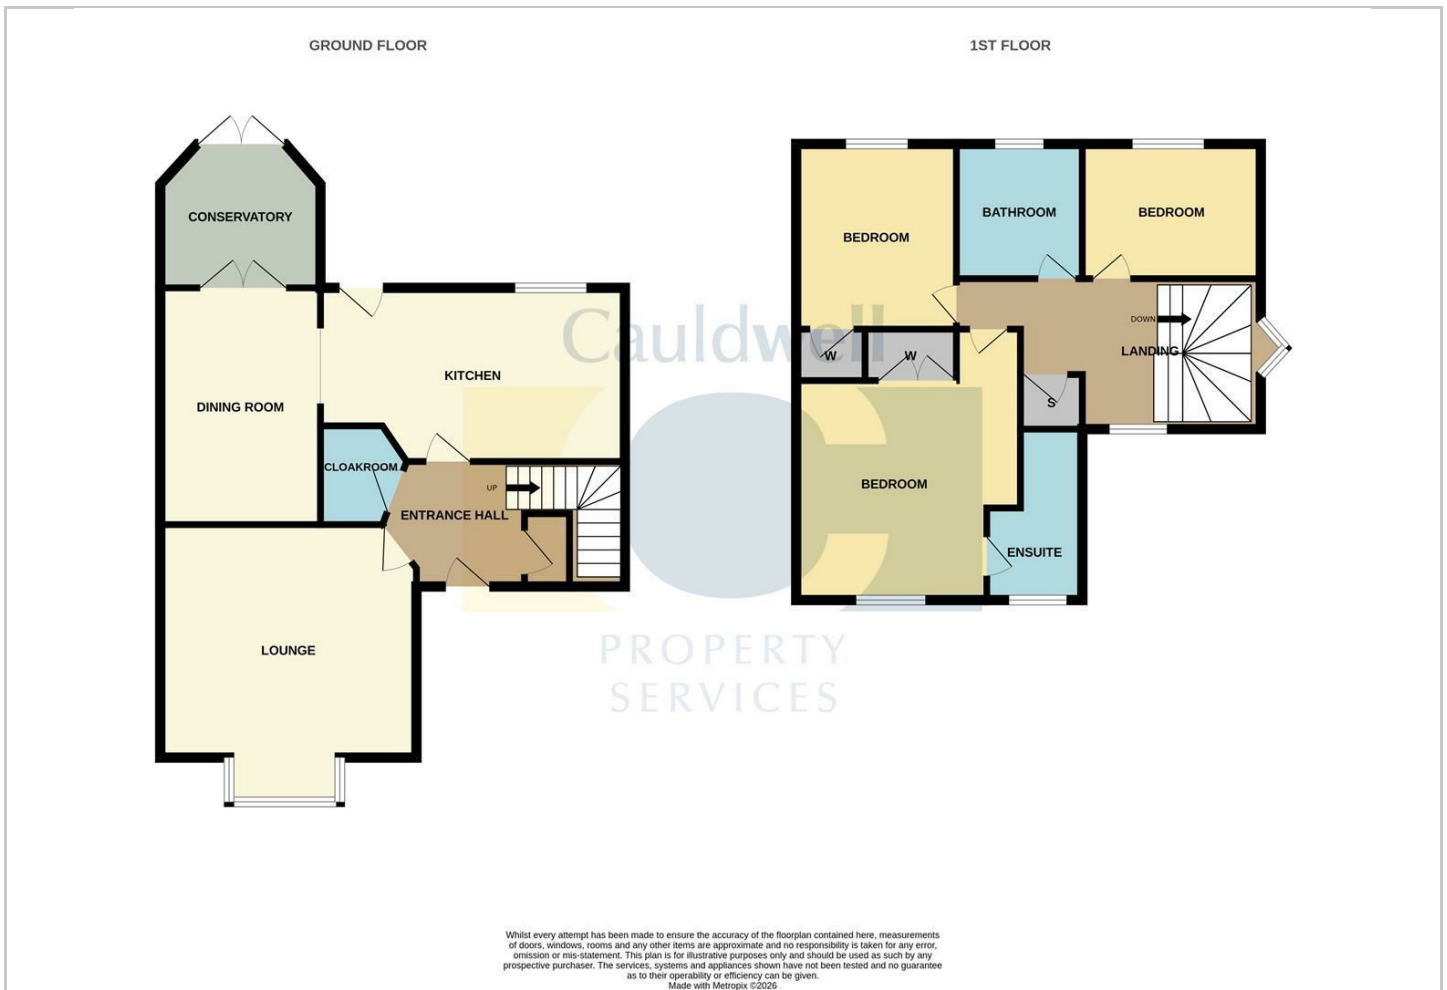 GROUND FLOOR
1ST FLOOR
CONSERVATORY
DINING ROOM
KITCHEN
CLOAKROOM
UP
ENTRANCE HALL
LOUNGE
BEDROOM
BATHROOM
BEDROOM
DOWN
LANDING
W
W
S
BEDROOM
ENSUITE
Cauldwell
PROPERTY
SERVICES
Whilst every attempt has been made to ensure the accuracy of the floorplan contained here, measurements
of doors, windows, rooms and any other items are approximate and no responsibility is taken for any error,
omission or mis-statement. This plan is for illustrative purposes only and should be used as such by any
prospective purchaser. The services, systems and appliances shown have not been tested and no guarantee
as to their operability or efficiency can be given.
Made with Metropix ©2026